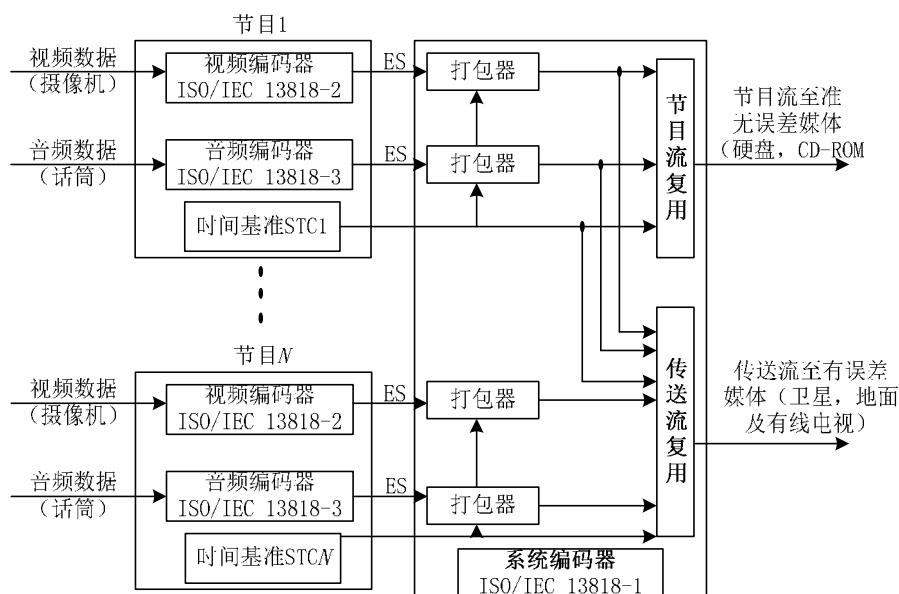 节目1
视频数据
(摄像机)
视频编码器
ISO/IEC 13818-2
ES
打包器
音频数据
(话筒)
音频编码器
ISO/IEC 13818-3
ES
打包器
时间基准STC1
节目流复用
节目流至准
无误差媒体
(硬盘，CD-ROM
节目N
视频数据
(摄像机)
视频编码器
ISO/IEC 13818-2
ES
打包器
音频数据
(话筒)
音频编码器
ISO/IEC 13818-3
ES
打包器
时间基准STCN
传送流复用
传送流至有误差
媒体（卫星，地面
及有线电视）
系统编码器
ISO/IEC 13818-1